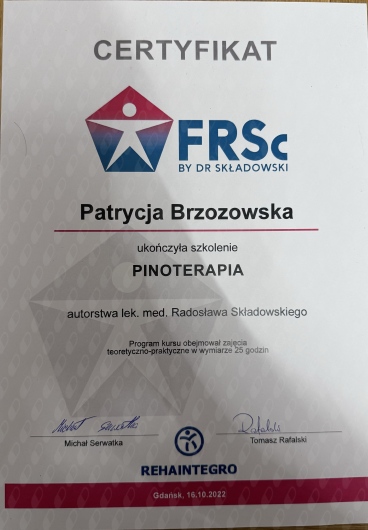 CERTYFIKAT
FRSc
BY DR SKŁADOWSKI
Patrycja Brzozowska
ukończyła szkolenie
PINOTERAPIA
autorstwa lek. med. Radosława Składowskiego
Program kursu obejmował zajęcia
teoretyczno-praktyczne w wymiarze 25 godzin
Michał Serwatka
Tomasz Rafalski
REHAINTEGRO
Gdańsk, 16.10.2022